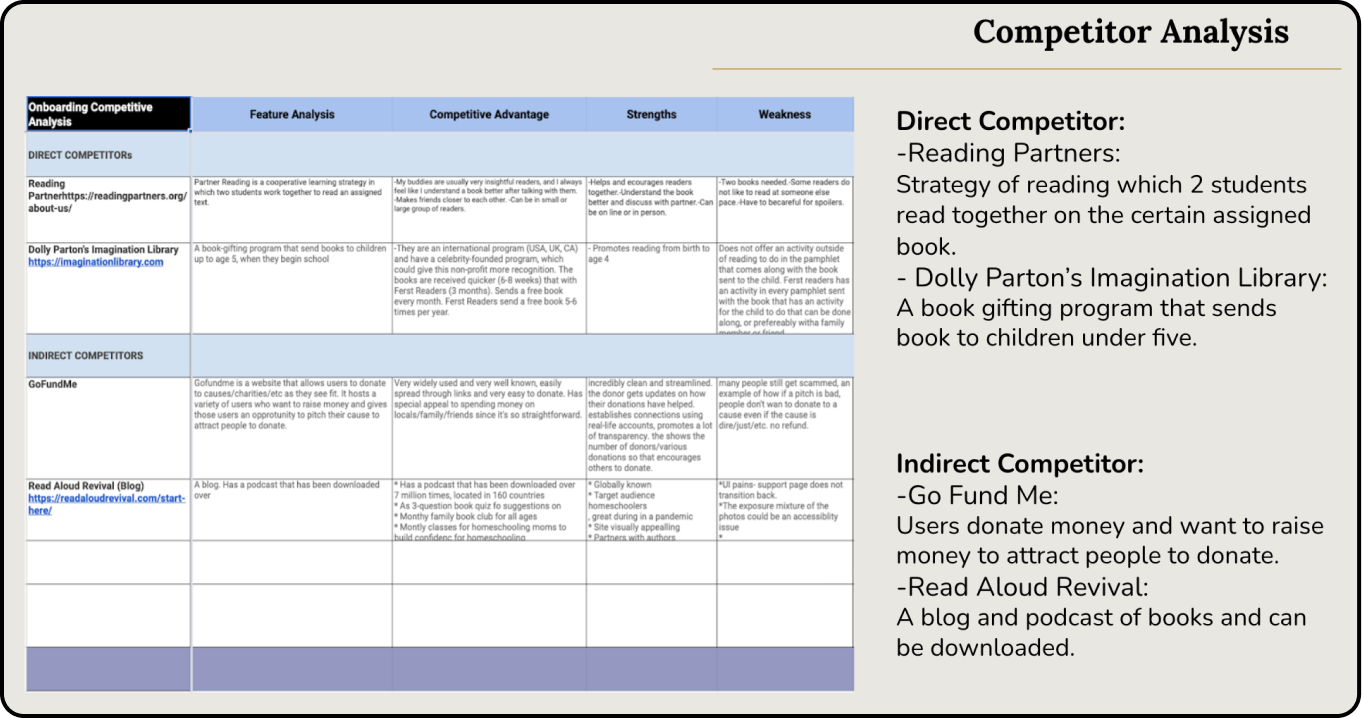 Competitor Analysis
Onboarding Competitive
Analysis
Feature Analysis
Competitive Advantage
Strengths
Weakness
DIRECT COMPETITORs
Reading
Partnerhttps://readingpartners.org/
about-us/
Partner Reading is a cooperative learning strategy in
which two students work together to read an assigned
text.
-My buddies are usually very insightful readers, and I always
feel like I understand a book better after talking with them.
-Makes friends closer to each other. -Can be in small or
large group of readers.
-Helps and ecourages readers
together.-Understand the book
better and discuss with partner.-Can
be on line or in person.
-Two books needed.-Some readers do
not like to read at someone else
pace.-Have to becareful for spoilers.
Dolly Parton's Imagination Library
https://imaginationlibrary.com
A book-gifting program that send books to children
up to age 5, when they begin school
-They are an international program (USA, UK, CA)
and have a celebrity-founded program, which
could give this non-profit more recognition. The
books are received quicker (6-8 weeks) that with
Ferst Readers (3 months). Sends a free book
every month. Ferst Readers send a free book 5-6
times per year.
- Promotes reading from birth to
age 4
Does not offer an activity outside
of reading to do in the pamphlet
that comes along with the book
sent to the child. Ferst readers has
an activity in every pamphlet sent
with the book that has an activity
for the child to do that can be done
along, or prefereably witha family
member or friend
INDIRECT COMPETITORS
GoFundMe
Gofundme is a website that allows users to donate
to causes/charities/etc as they see fit. It hosts a
variety of users who want to raise money and gives
those users an opprotunity to pitch their cause to
attract people to donate.
Very widely used and very well known, easily
spread through links and very easy to donate. Has
special appeal to spending money on
locals/family/friends since it's so straightforward.
incredibly clean and streamlined.
the donor gets updates on how
their donations have helped.
establishes connections using
real-life accounts, promotes a lot
of transparency. the shows the
number of donors/various
donations so that encourages
others to donate.
many people still get scammed, an
example of how if a pitch is bad,
people don't wan to donate to a
cause even if the cause is
dire/just/etc. no refund.
Read Aloud Revival (Blog)
https://readaloudrevival.com/start-
here/
A blog. Has a podcast that has been downloaded
over
* Has a podcast that has been downloaded over
7 million times, located in 160 countries
* As 3-question book quiz fo suggestions on
* Monthy family book club for all ages
* Montly classes for homeschooling moms to
build confidenc for homeschooling
* Globally known
* Target audience
homeschoolers
, great during in a pandemic
* Site visually appealling
* Partners with authors
*UI pains- support page does not
transition back.
*The exposure mixture of the
photos could be an accessiblity
issue
*
Direct Competitor:
-Reading Partners:
Strategy of reading which 2 students
read together on the certain assigned
book.
- Dolly Parton’s Imagination Library:
A book gifting program that sends
book to children under five.
Indirect Competitor:
-Go Fund Me:
Users donate money and want to raise
money to attract people to donate.
-Read Aloud Revival:
A blog and podcast of books and can
be downloaded.